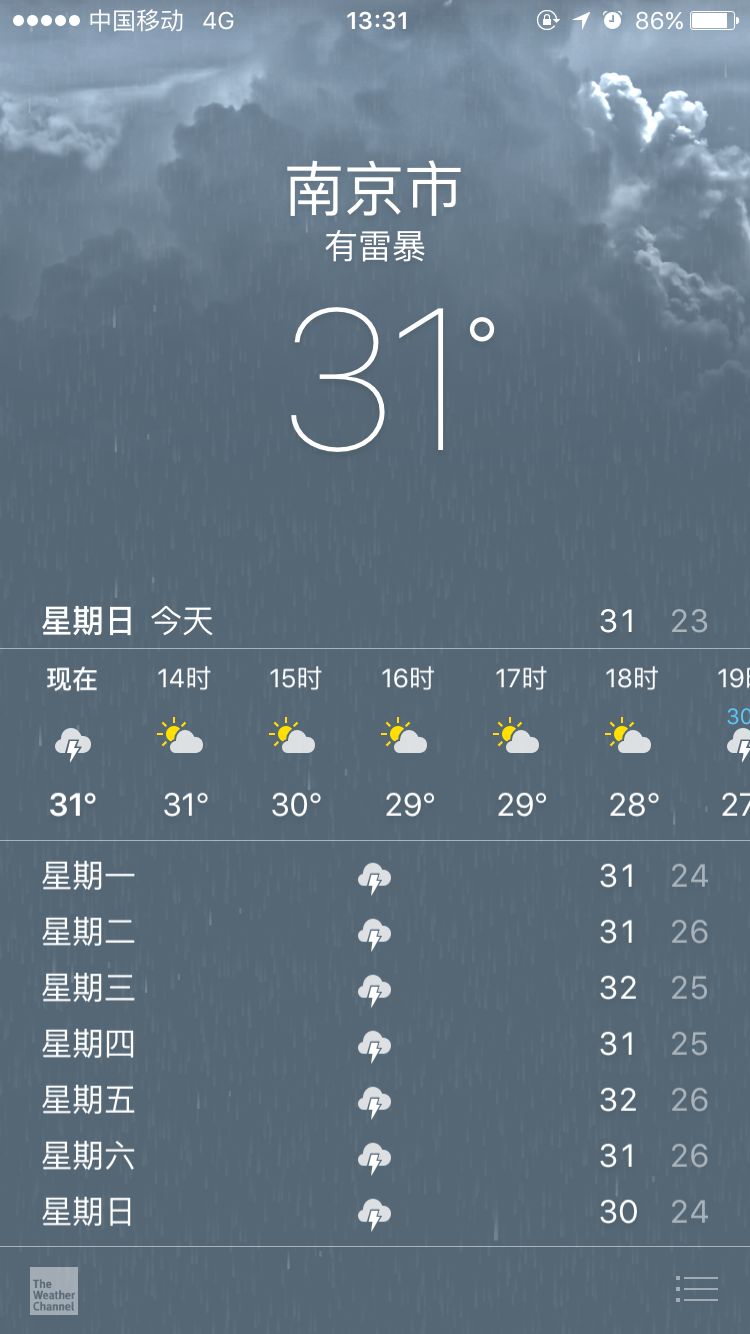 中国移动 4G 13:31 86%
南京市
有雷暴
31°
星期日 今天 31 23
现在 14时 15时 16时 17时 18时 19时
30
31° 31° 30° 29° 29° 28° 27
星期一 31 24
星期二 31 26
星期三 32 25
星期四 31 25
星期五 32 26
星期六 31 26
星期日 30 24
The
Weather
Channel